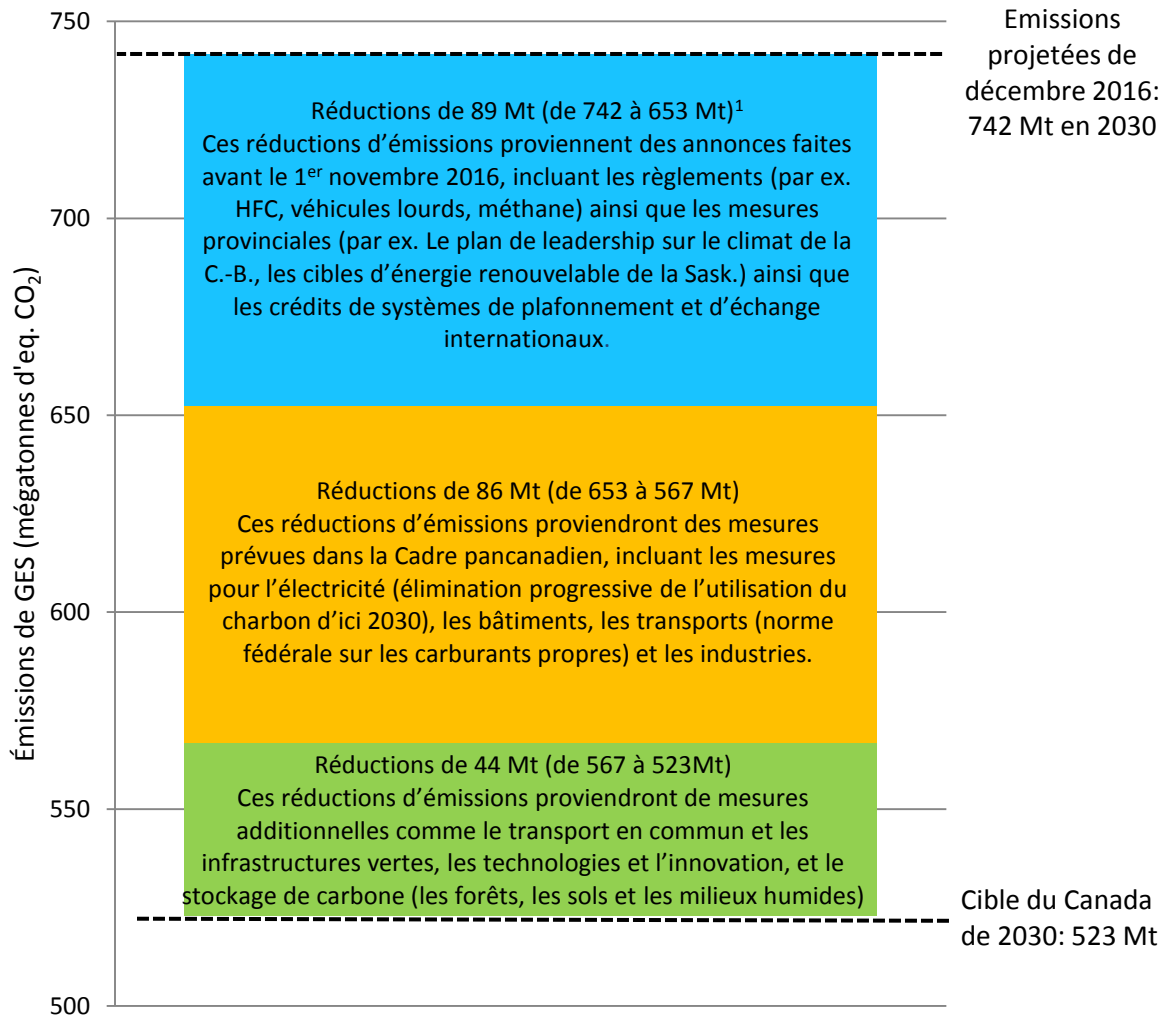 750
700
650
600
550
500
Émissions de GES (mégatonnes d'eq. CO₂)
Réductions de 89 Mt (de 742 à 653 Mt)¹
Ces réductions d’émissions proviennent des annonces faites
avant le 1ᵉʳ novembre 2016, incluant les règlements (par ex.
HFC, véhicules lourds, méthane) ainsi que les mesures
provinciales (par ex. Le plan de leadership sur le climat de la
C.-B., les cibles d’énergie renouvelable de la Sask.) ainsi que
les crédits de systèmes de plafonnement et d’échange
internationaux.
Réductions de 86 Mt (de 653 à 567 Mt)
Ces réductions d’émissions proviendront des mesures
prévues dans la Cadre pancanadien, incluant les mesures
pour l’électricité (élimination progressive de l’utilisation du
charbon d’ici 2030), les bâtiments, les transports (norme
fédérale sur les carburants propres) et les industries.
Réductions de 44 Mt (de 567 à 523Mt)
Ces réductions d’émissions proviendront de mesures
additionnelles comme le transport en commun et les
infrastructures vertes, les technologies et l’innovation, et le
stockage de carbone (les forêts, les sols et les milieux humides)
Emissions
projetées de
décembre 2016:
742 Mt en 2030
Cible du Canada
de 2030: 523 Mt